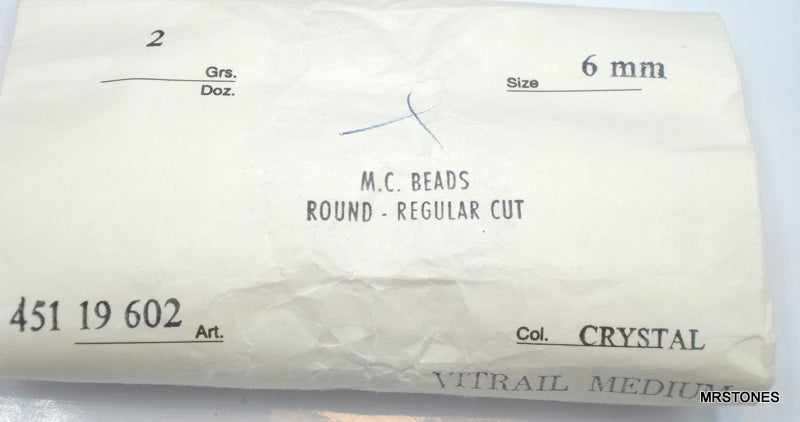 2 Grs.
Doz.
Size 6 mm
M.C. BEADS
ROUND - REGULAR CUT
451 19 602 Art.
Col. CRYSTAL
VITRAIL MEDIUM
MRSTONES